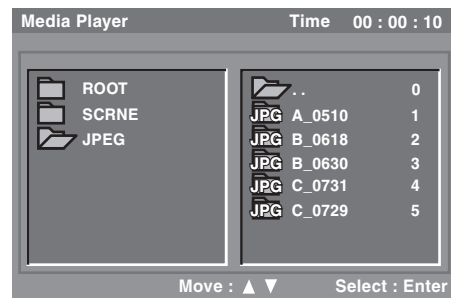 Media Player Time 00 : 00 : 10
ROOT
SCRNE
JPEG
. . 0
JPG A_0510 1
JPG B_0618 2
JPG B_0630 3
JPG C_0731 4
JPG C_0729 5
Move : ▲ ▼ Select : Enter